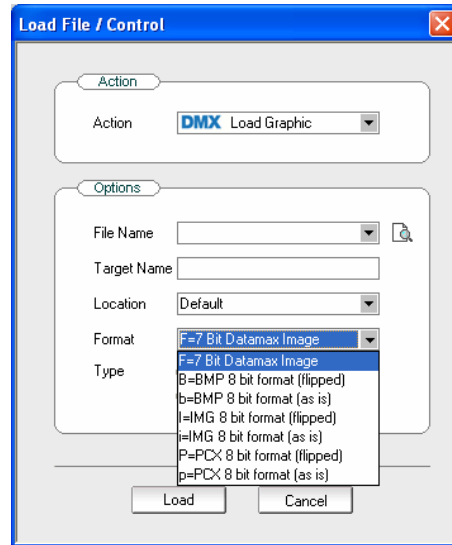 Load File / Control
Action
Action DMX Load Graphic
Options
File Name
Target Name
Location Default
Format F=7 Bit Datamax Image
F=7 Bit Datamax Image
Type
B=BMP 8 bit format (flipped)
b=BMP 8 bit format (as is)
I=IMG 8 bit format (flipped)
i=IMG 8 bit format (as is)
P=PCX 8 bit format (flipped)
p=PCX 8 bit format (as is)
Load Cancel